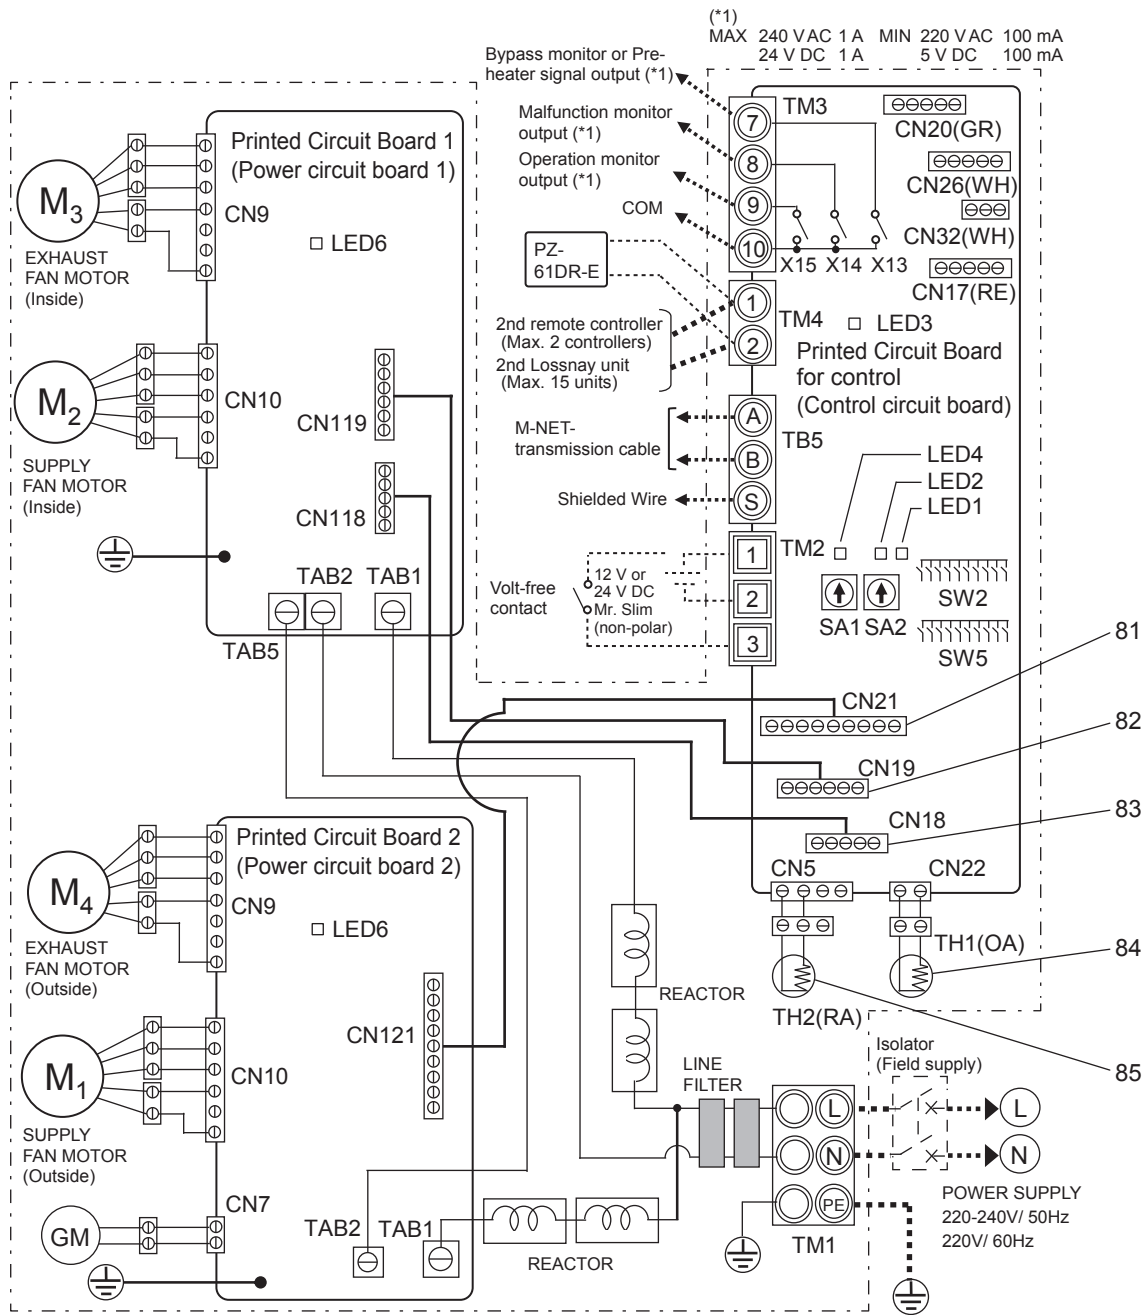 (*1)
MAX 240 V AC 1 A MIN 220 V AC 100 mA
24 V DC 1 A 5 V DC 100 mA
Bypass monitor or Pre-
heater signal output (*1)
Malfunction monitor
output (*1)
Operation monitor
output (*1)
COM
PZ-
61DR-E
2nd remote controller
(Max. 2 controllers)
2nd Lossnay unit
(Max. 15 units)
M-NET-
transmission cable
Shielded Wire
Volt-free
contact
12 V or
24 V DC
Mr. Slim
(non-polar)
7
8
9
10
TM3
X15 X14 X13
1
2
TM4
A
B
S
TB5
1
2
3
TM2
CN20(GR)
CN26(WH)
CN32(WH)
CN17(RE)
LED3
Printed Circuit Board
for control
(Control circuit board)
LED4
LED2
LED1
SA1 SA2
SW2
SW5
CN21
CN19
CN18
CN5
CN22
TH1(OA)
TH2(RA)
81
82
83
84
85
Printed Circuit Board 1
(Power circuit board 1)
M3
EXHAUST
FAN MOTOR
(Inside)
CN9
LED6
M2
SUPPLY
FAN MOTOR
(Inside)
CN10
CN119
CN118
TAB2 TAB1
TAB5
Printed Circuit Board 2
(Power circuit board 2)
M4
EXHAUST
FAN MOTOR
(Outside)
CN9
LED6
M1
SUPPLY
FAN MOTOR
(Outside)
CN10
CN121
GM
CN7
TAB2 TAB1
REACTOR
REACTOR
LINE
FILTER
L
N
PE
TM1
Isolator
(Field supply)
L
N
POWER SUPPLY
220-240V/ 50Hz
220V/ 60Hz